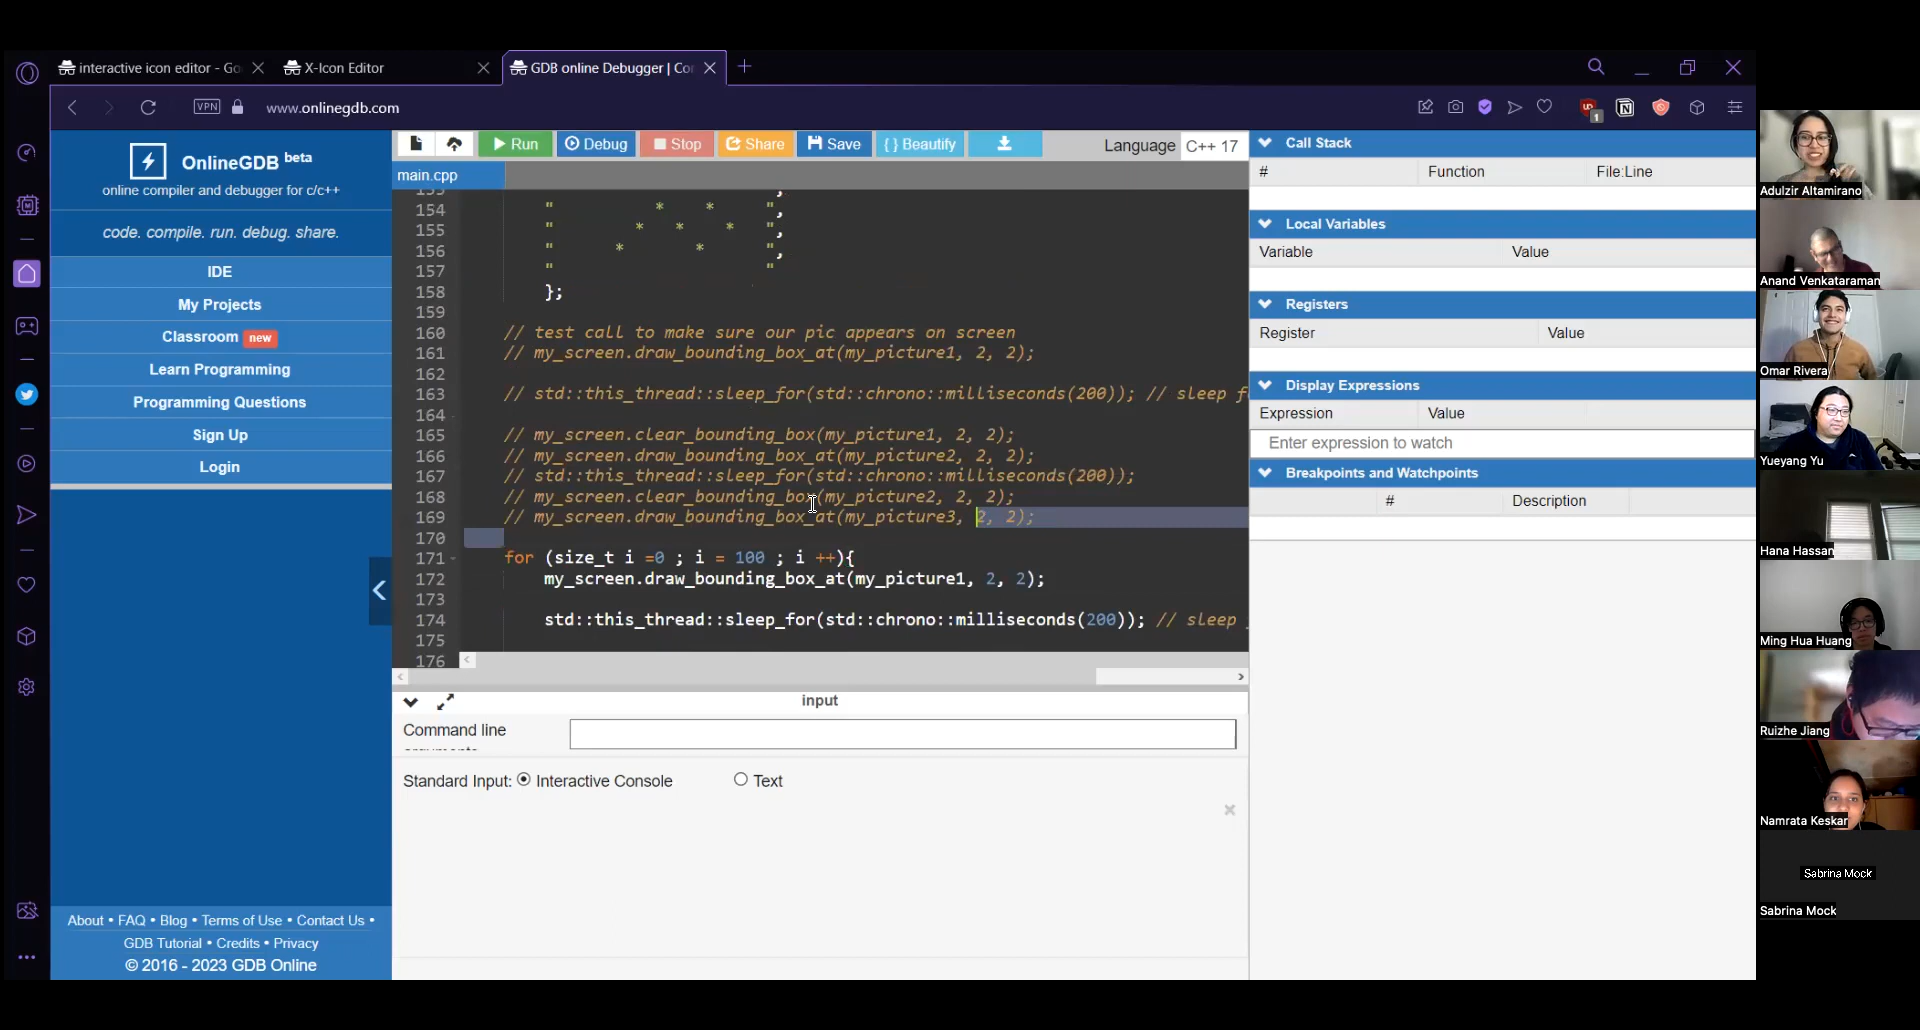 interactive icon editor - Go
X-Icon Editor
GDB online Debugger | Co
VPN
www.onlinegdb.com
1
OnlineGDB beta
online compiler and debugger for c/c++
code. compile. run. debug. share.
IDE
My Projects
Classroom new
Learn Programming
Programming Questions
Sign Up
Login
About • FAQ • Blog • Terms of Use • Contact Us •
GDB Tutorial • Credits • Privacy
© 2016 - 2023 GDB Online
Run
Debug
Stop
Share
Save
{ } Beautify
Language C++ 17
main.cpp
153
154 " * * ",
155 " * * * ",
156 " * * ",
157 " "
158 };
159
160 // test call to make sure our pic appears on screen
161 // my_screen.draw_bounding_box_at(my_picture1, 2, 2);
162
163 // std::this_thread::sleep_for(std::chrono::milliseconds(200)); // sleep f
164
165 // my_screen.clear_bounding_box(my_picture1, 2, 2);
166 // my_screen.draw_bounding_box_at(my_picture2, 2, 2);
167 // std::this_thread::sleep_for(std::chrono::milliseconds(200));
168 // my_screen.clear_bounding_box(my_picture2, 2, 2);
169 // my_screen.draw_bounding_box_at(my_picture3, 2, 2);
170
171 for (size_t i =0 ; i = 100 ; i ++){
172 my_screen.draw_bounding_box_at(my_picture1, 2, 2);
173
174 std::this_thread::sleep_for(std::chrono::milliseconds(200)); // sleep
175
176
input
Command line
Standard Input: Interactive Console Text
Call Stack
# Function File:Line
Local Variables
Variable Value
Registers
Register Value
Display Expressions
Expression Value
Enter expression to watch
Breakpoints and Watchpoints
# Description
Adulzir Altamirano
Anand Venkataraman
Omar Rivera
Yueyang Yu
Hana Hassan
Ming Hua Huang
Ruizhe Jiang
Namrata Keskar
Sabrina Mock
Sabrina Mock